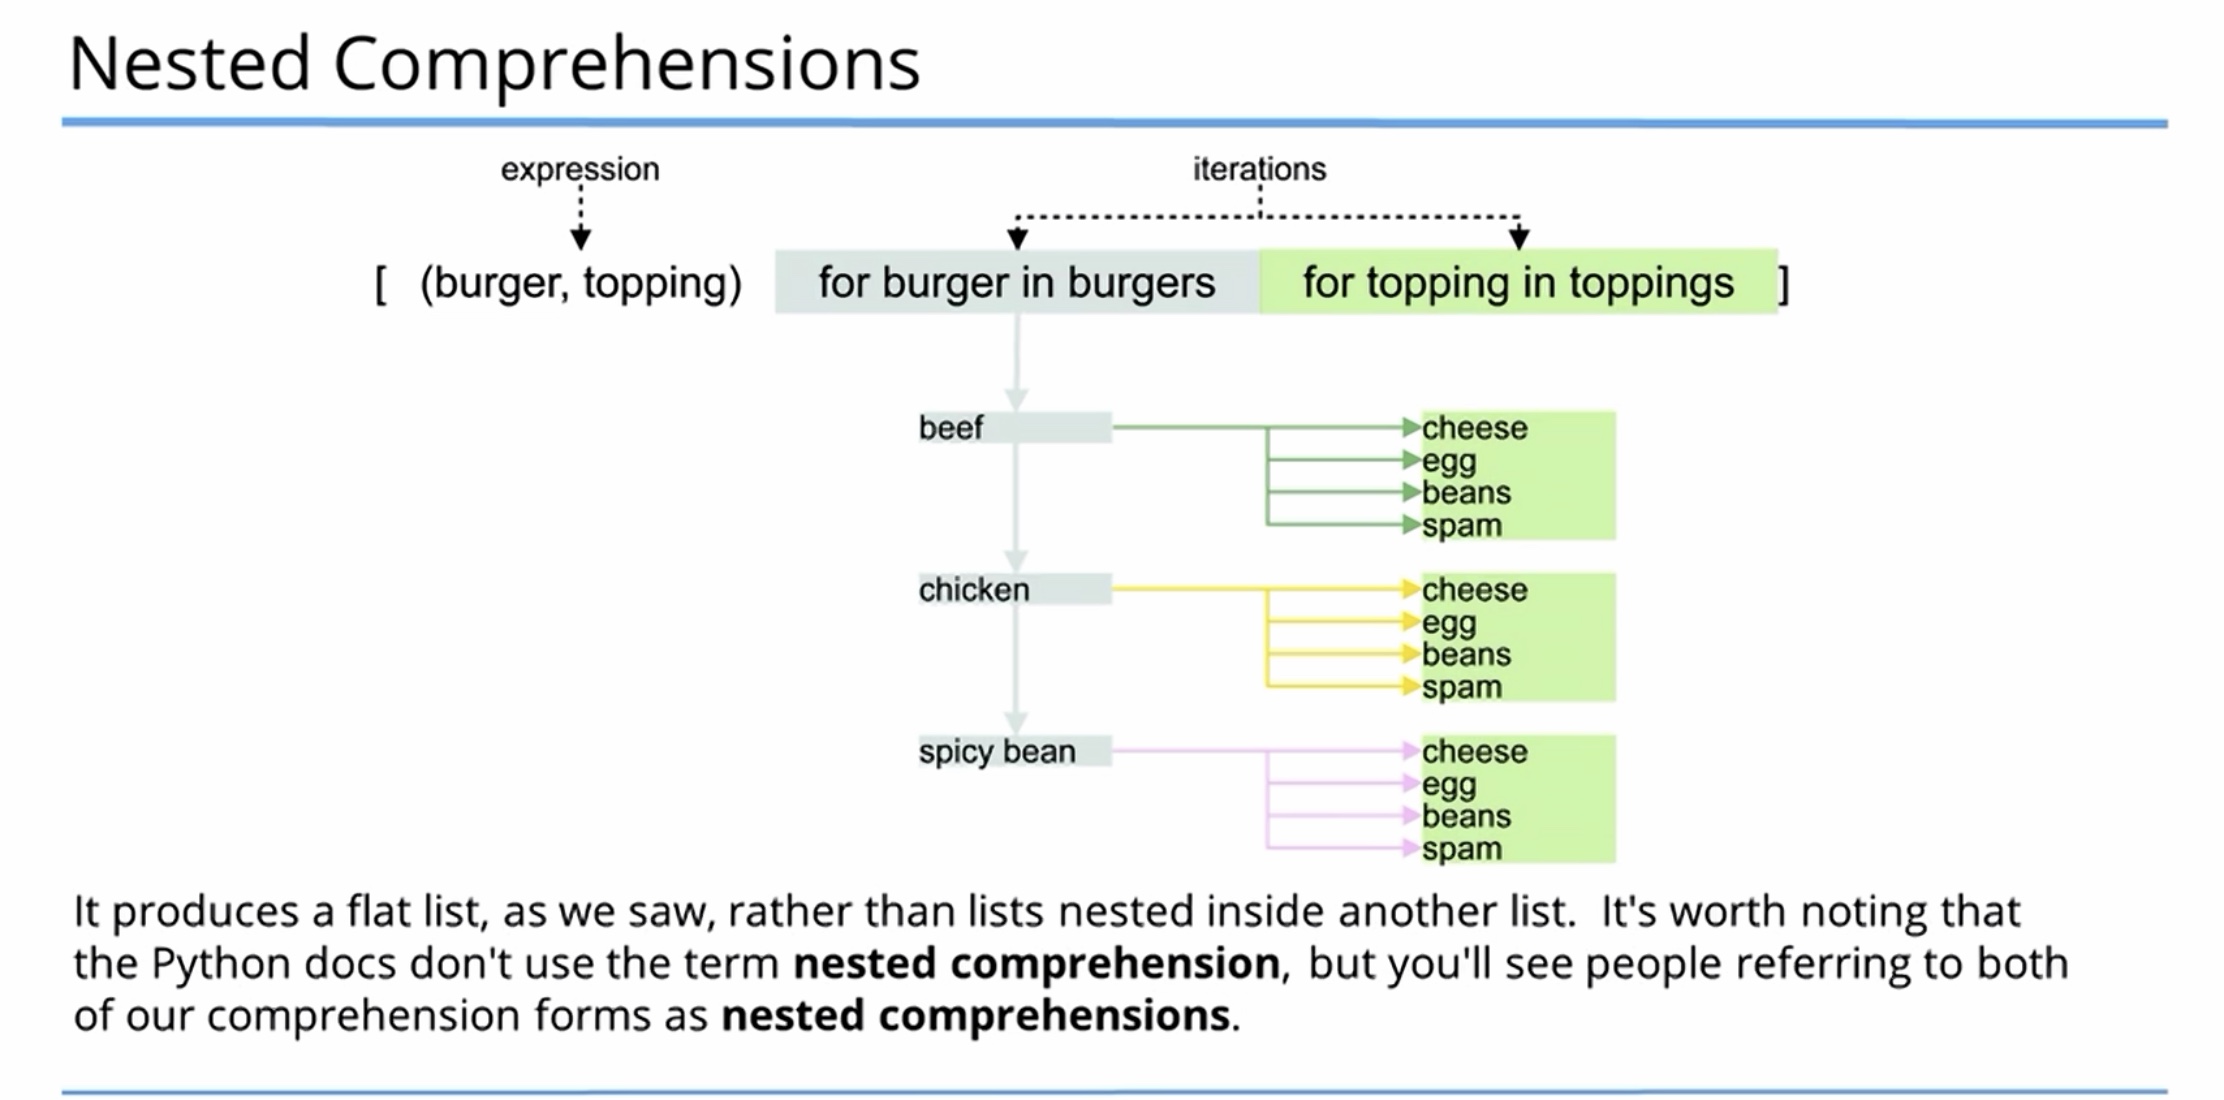 Nested Comprehensions
expression
iterations
[ (burger, topping) for burger in burgers for topping in toppings ]
beef
cheese
egg
beans
spam
chicken
cheese
egg
beans
spam
spicy bean
cheese
egg
beans
spam
It produces a flat list, as we saw, rather than lists nested inside another list.  It's worth noting that
the Python docs don't use the term nested comprehension, but you'll see people referring to both
of our comprehension forms as nested comprehensions.